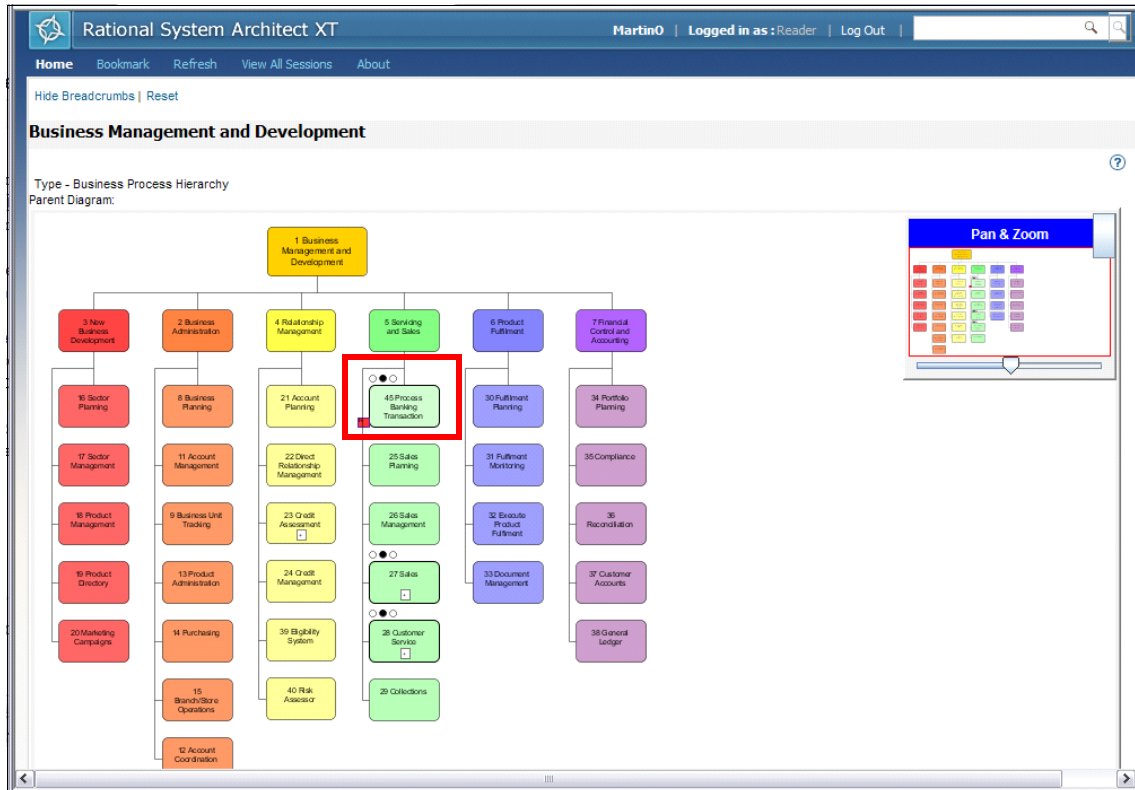 Rational System Architect XT
MartinO | Logged in as : Reader | Log Out |
Home Bookmark Refresh View All Sessions About
Hide Breadcrumbs | Reset
Business Management and Development
?
Type - Business Process Hierarchy
Parent Diagram:
Pan & Zoom
1 Business
Management and
Development
3 New
Business
Development
2 Business
Administration
4 Relationship
Management
5 Servicing
and Sales
6 Product
Fulfilment
7 Financial
Control and
Accounting
16 Sector
Planning
8 Business
Planning
21 Account
Planning
45 Process
Banking
Transaction
30 Fulfilment
Planning
34 Portfolio
Planning
17 Sector
Management
11 Account
Management
22 Direct
Relationship
Management
25 Sales
Planning
31 Fulfilment
Monitoring
35 Compliance
18 Product
Management
9 Business Unit
Tracking
23 Credit
Assessment
26 Sales
Management
32 Execute
Product
Fulfilment
36
Reconciliation
19 Product
Directory
13 Product
Administration
24 Credit
Management
27 Sales
33 Document
Management
37 Customer
Accounts
20 Marketing
Campaigns
14 Purchasing
39 Eligibility
System
28 Customer
Service
38 General
Ledger
15
Branch/Store
Operations
40 Risk
Assessor
29 Collections
12 Account
Coordination